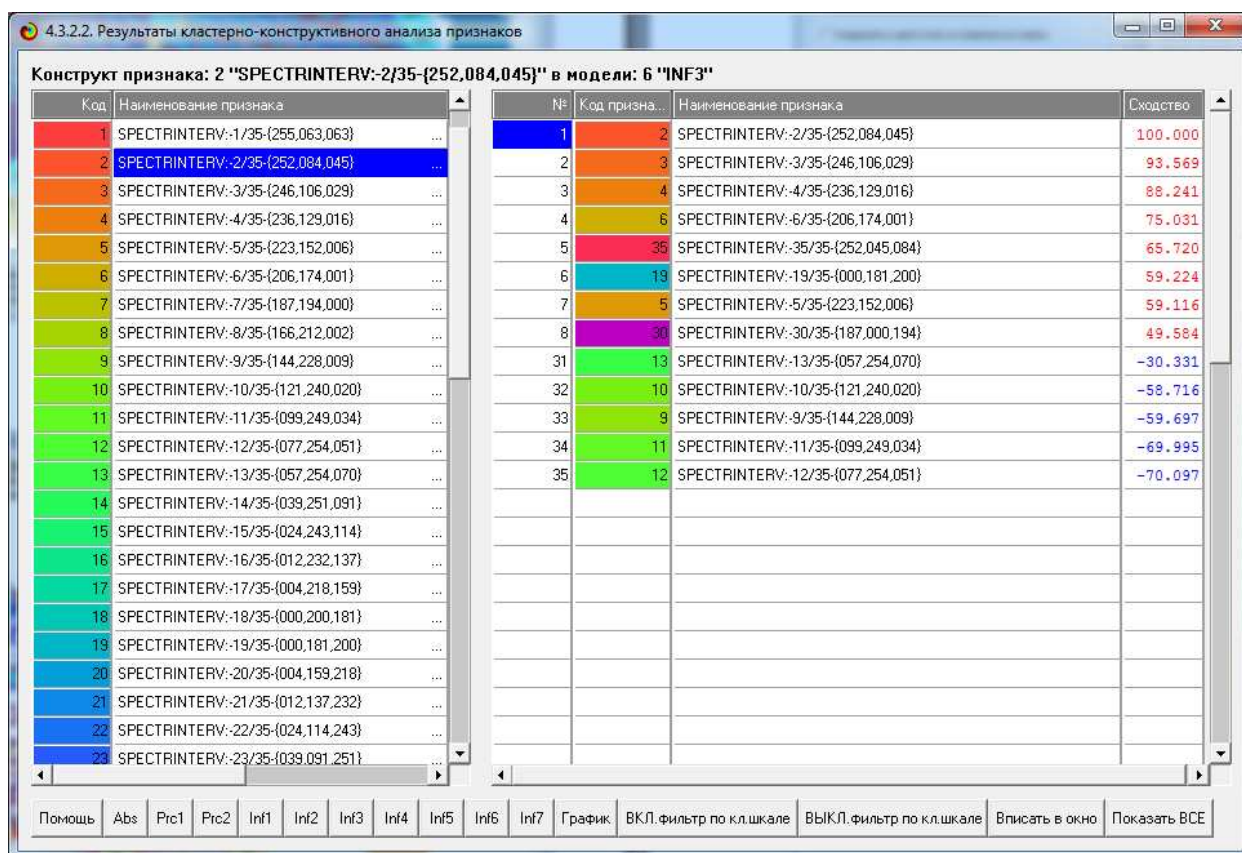 4.3.2.2. Результаты кластерно-конструктивного анализа признаков
Конструкт признака: 2 "SPECTRINTERV:-2/35-{252,084,045}" в модели: 6 "INF3"
Код Наименование признака
1 SPECTRINTERV:-1/35-{255,063,063} ...
2 SPECTRINTERV:-2/35-{252,084,045} ...
3 SPECTRINTERV:-3/35-{246,106,029} ...
4 SPECTRINTERV:-4/35-{236,129,016} ...
5 SPECTRINTERV:-5/35-{223,152,006} ...
6 SPECTRINTERV:-6/35-{206,174,001} ...
7 SPECTRINTERV:-7/35-{187,194,000} ...
8 SPECTRINTERV:-8/35-{166,212,002} ...
9 SPECTRINTERV:-9/35-{144,228,009} ...
10 SPECTRINTERV:-10/35-{121,240,020} ...
11 SPECTRINTERV:-11/35-{099,249,034} ...
12 SPECTRINTERV:-12/35-{077,254,051} ...
13 SPECTRINTERV:-13/35-{057,254,070} ...
14 SPECTRINTERV:-14/35-{039,251,091} ...
15 SPECTRINTERV:-15/35-{024,243,114} ...
16 SPECTRINTERV:-16/35-{012,232,137} ...
17 SPECTRINTERV:-17/35-{004,218,159} ...
18 SPECTRINTERV:-18/35-{000,200,181} ...
19 SPECTRINTERV:-19/35-{000,181,200} ...
20 SPECTRINTERV:-20/35-{004,159,218} ...
21 SPECTRINTERV:-21/35-{012,137,232} ...
22 SPECTRINTERV:-22/35-{024,114,243} ...
23 SPECTRINTERV:-23/35-{039,091,251} ...
№ Код призна... Наименование признака Сходство
1 2 SPECTRINTERV:-2/35-{252,084,045} 100.000
2 3 SPECTRINTERV:-3/35-{246,106,029} 93.569
3 4 SPECTRINTERV:-4/35-{236,129,016} 88.241
4 6 SPECTRINTERV:-6/35-{206,174,001} 75.031
5 35 SPECTRINTERV:-35/35-{252,045,084} 65.720
6 19 SPECTRINTERV:-19/35-{000,181,200} 59.224
7 5 SPECTRINTERV:-5/35-{223,152,006} 59.116
8 30 SPECTRINTERV:-30/35-{187,000,194} 49.584
31 13 SPECTRINTERV:-13/35-{057,254,070} -30.331
32 10 SPECTRINTERV:-10/35-{121,240,020} -58.716
33 9 SPECTRINTERV:-9/35-{144,228,009} -59.697
34 11 SPECTRINTERV:-11/35-{099,249,034} -69.995
35 12 SPECTRINTERV:-12/35-{077,254,051} -70.097
Помощь Abs Prc1 Prc2 Inf1 Inf2 Inf3 Inf4 Inf5 Inf6 Inf7 График ВКЛ.фильтр по кл.шкале ВЫКЛ.фильтр по кл.шкале Вписать в окно Показать ВСЕ